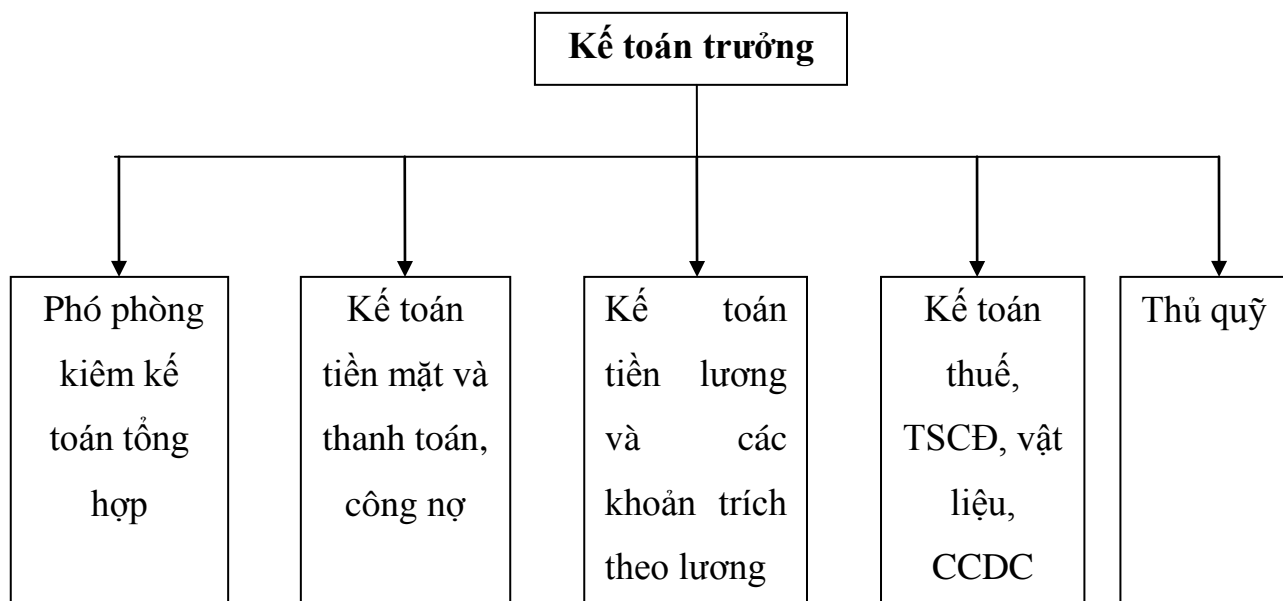 Kế toán trưởng
Phó phòng
kiêm kế
toán tổng
hợp
Kế toán
tiền mặt và
thanh toán,
công nợ
Kế toán
tiền lương
và các
khoản trích
theo lương
Kế toán
thuế,
TSCĐ, vật
liệu,
CCDC
Thủ quỹ